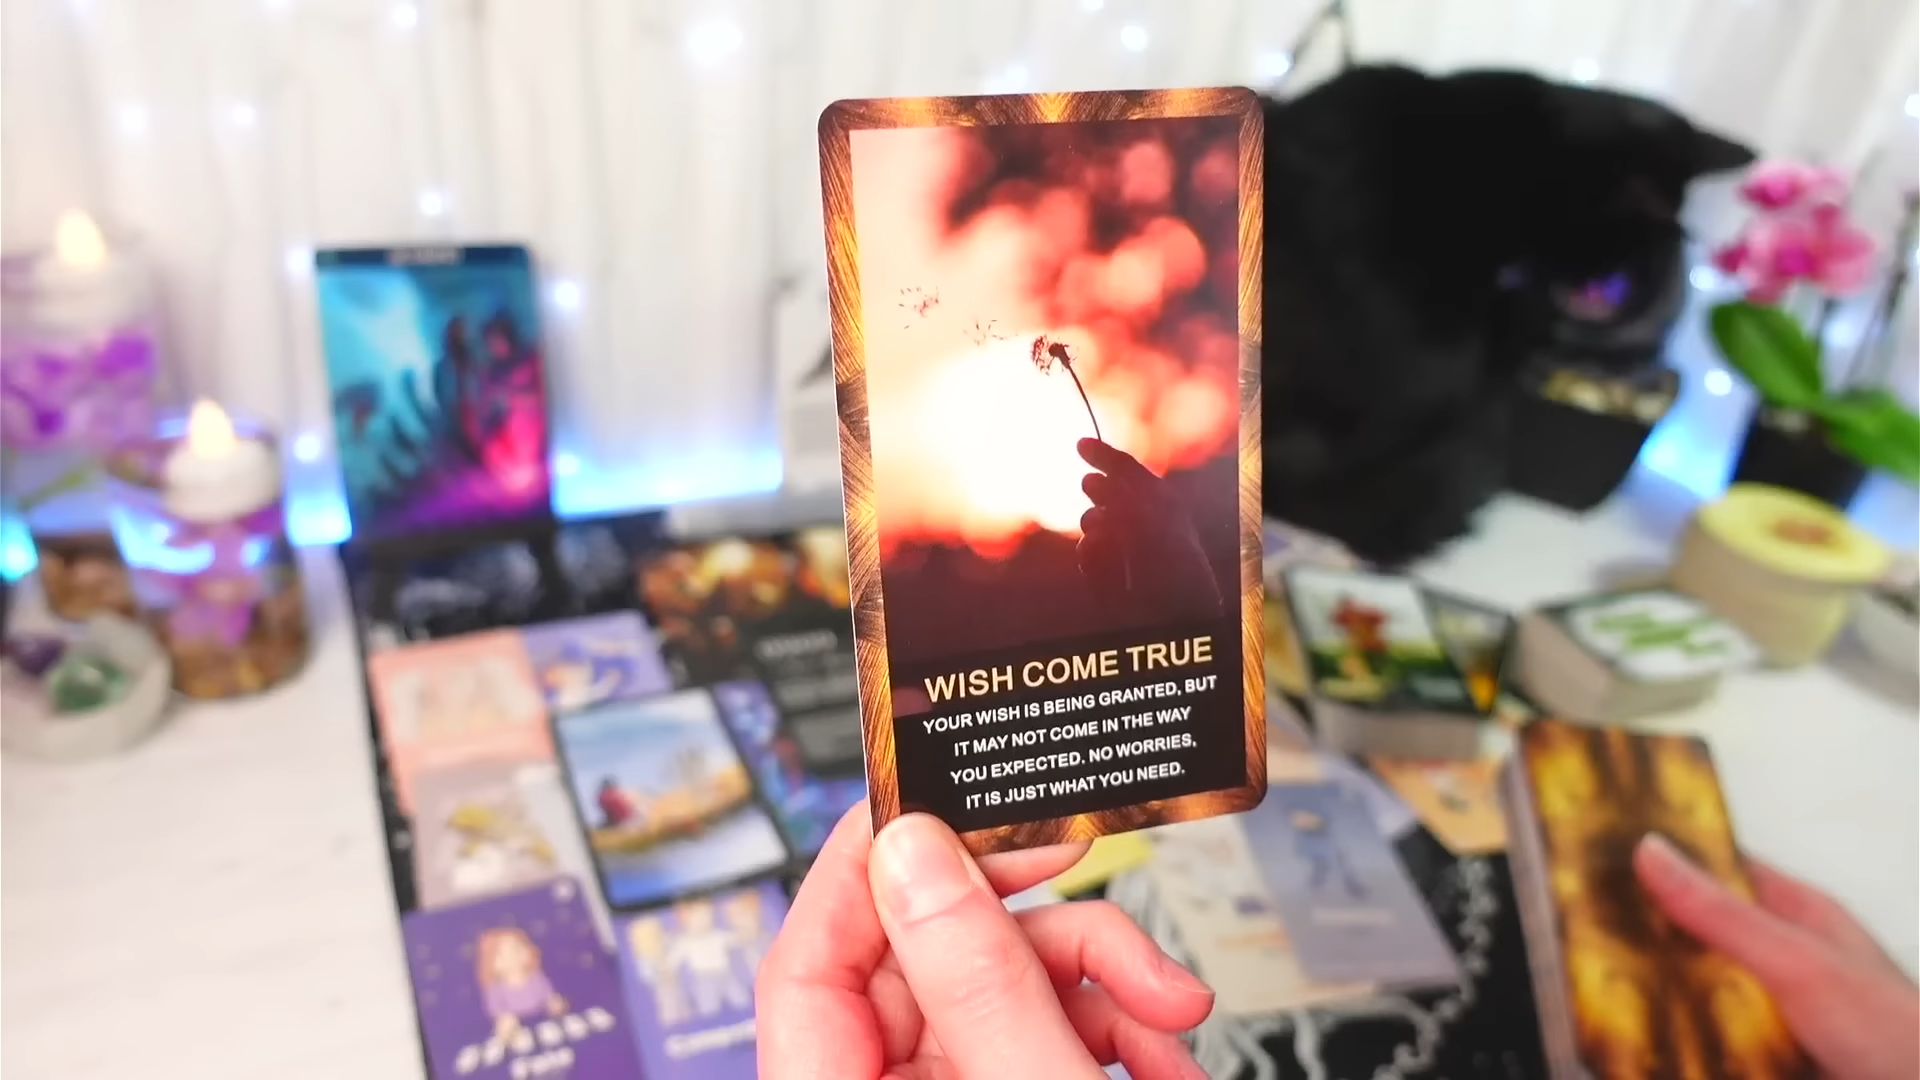 WISH COME TRUE
YOUR WISH IS BEING GRANTED, BUT
IT MAY NOT COME IN THE WAY
YOU EXPECTED. NO WORRIES,
IT IS JUST WHAT YOU NEED.
Fate